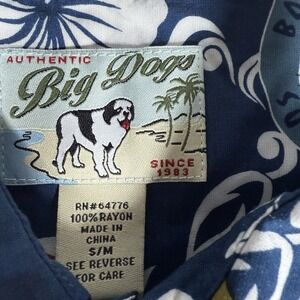 AUTHENTIC
Big Dogs
SINCE
1983
RN#64776
100%RAYON
MADE IN
CHINA
S/M
SEE REVERSE
FOR CARE